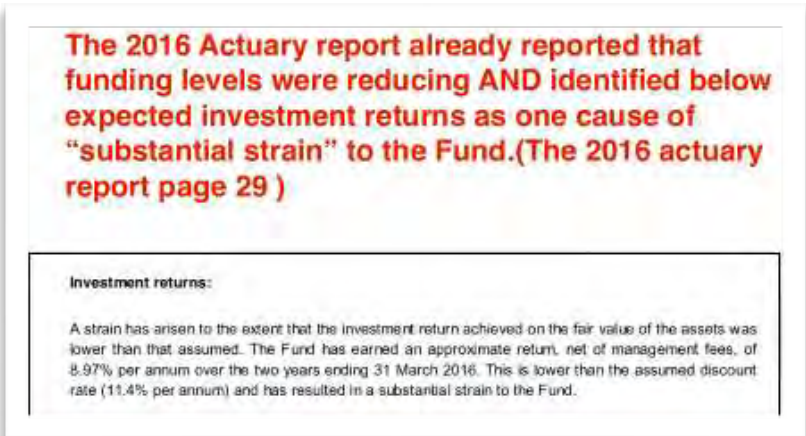 The 2016 Actuary report already reported that
funding levels were reducing AND identified below
expected investment returns as one cause of
“substantial strain” to the Fund.(The 2016 actuary
report page 29 )
Investment returns:
A strain has arisen to the extent that the investment return achieved on the fair value of the assets was
lower than that assumed. The Fund has earned an approximate return, net of management fees, of
8.97% per annum over the two years ending 31 March 2016. This is lower than the assumed discount
rate (11.4% per annum) and has resulted in a substantial strain to the Fund.